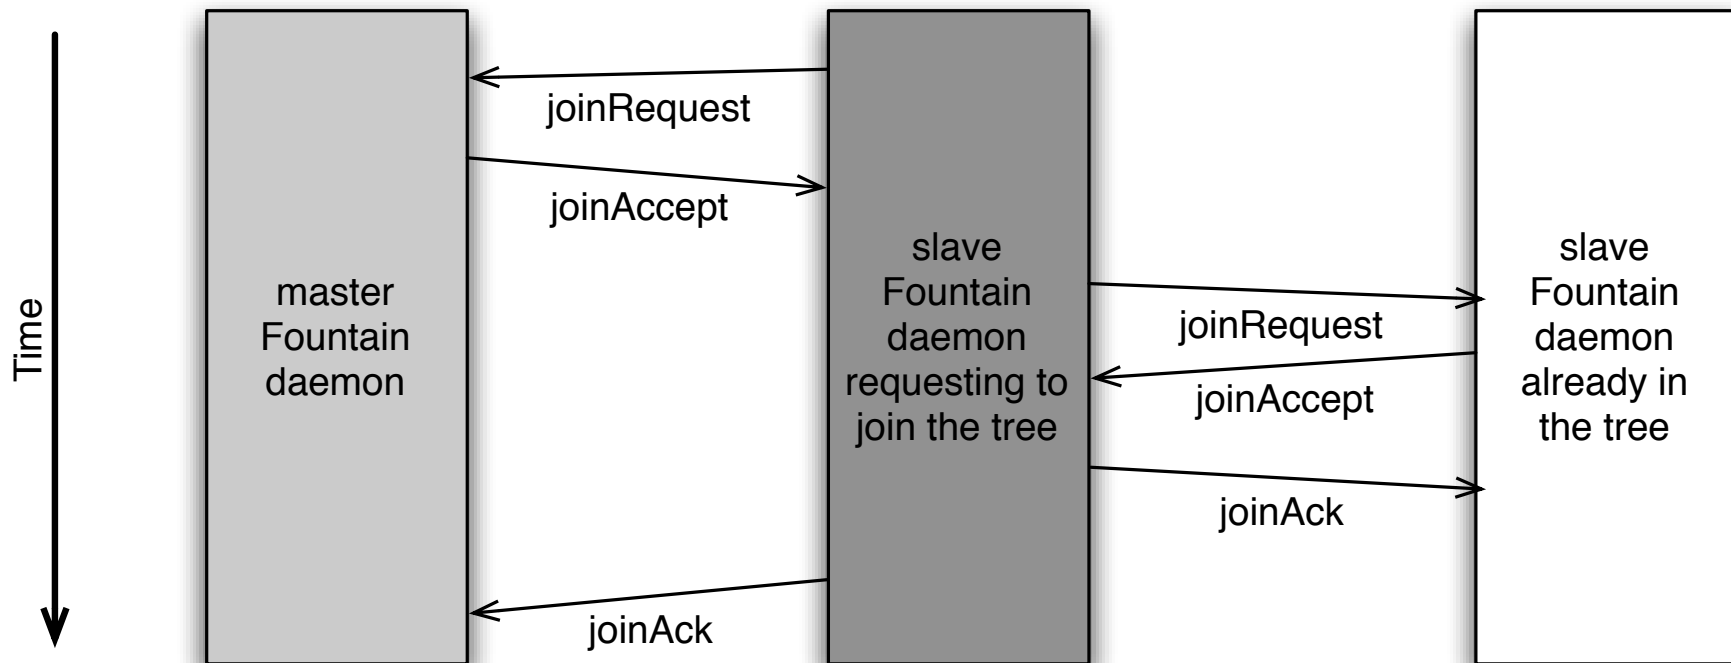 Time
master
Fountain
daemon
joinRequest
joinAccept
joinAck
slave
Fountain
daemon
requesting to
join the tree
joinRequest
joinAccept
joinAck
slave
Fountain
daemon
already in
the tree